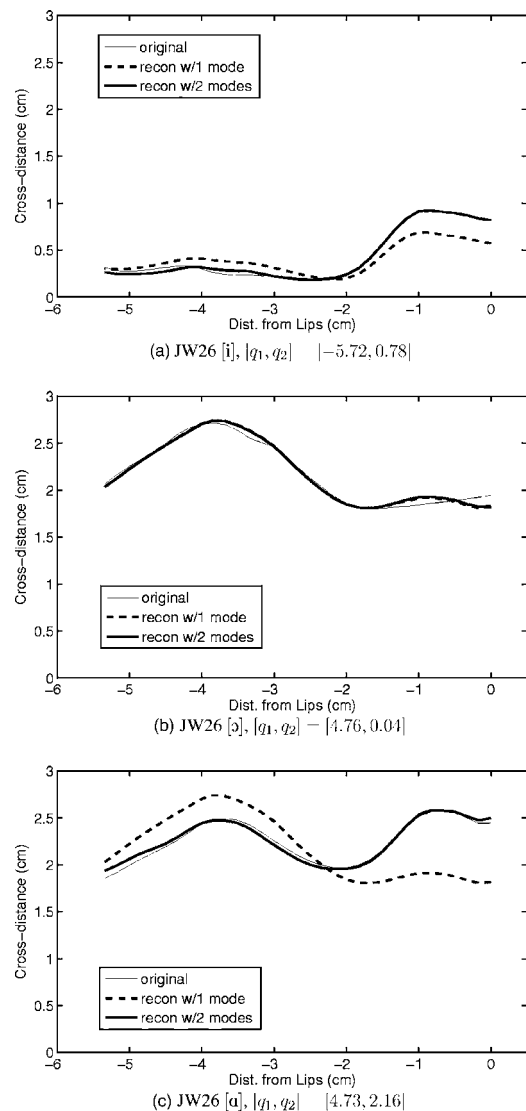 3
2.5
2
1.5
1
0.5
0
Cross-distance (cm)
original
recon w/1 mode
recon w/2 modes
−6 −5 −4 −3 −2 −1 0
Dist. from Lips (cm)
(a) JW26 [i], |q₁, q₂| |−5.72, 0.78|
3
2.5
2
1.5
1
0.5
0
Cross-distance (cm)
original
recon w/1 mode
recon w/2 modes
−6 −5 −4 −3 −2 −1 0
Dist. from Lips (cm)
(b) JW26 [ɔ], |q₁, q₂| = [4.76, 0.04]
3
2.5
2
1.5
1
0.5
0
Cross-distance (cm)
original
recon w/1 mode
recon w/2 modes
−6 −5 −4 −3 −2 −1 0
Dist. from Lips (cm)
(c) JW26 [ɑ], |q₁, q₂| [4.73, 2.16|